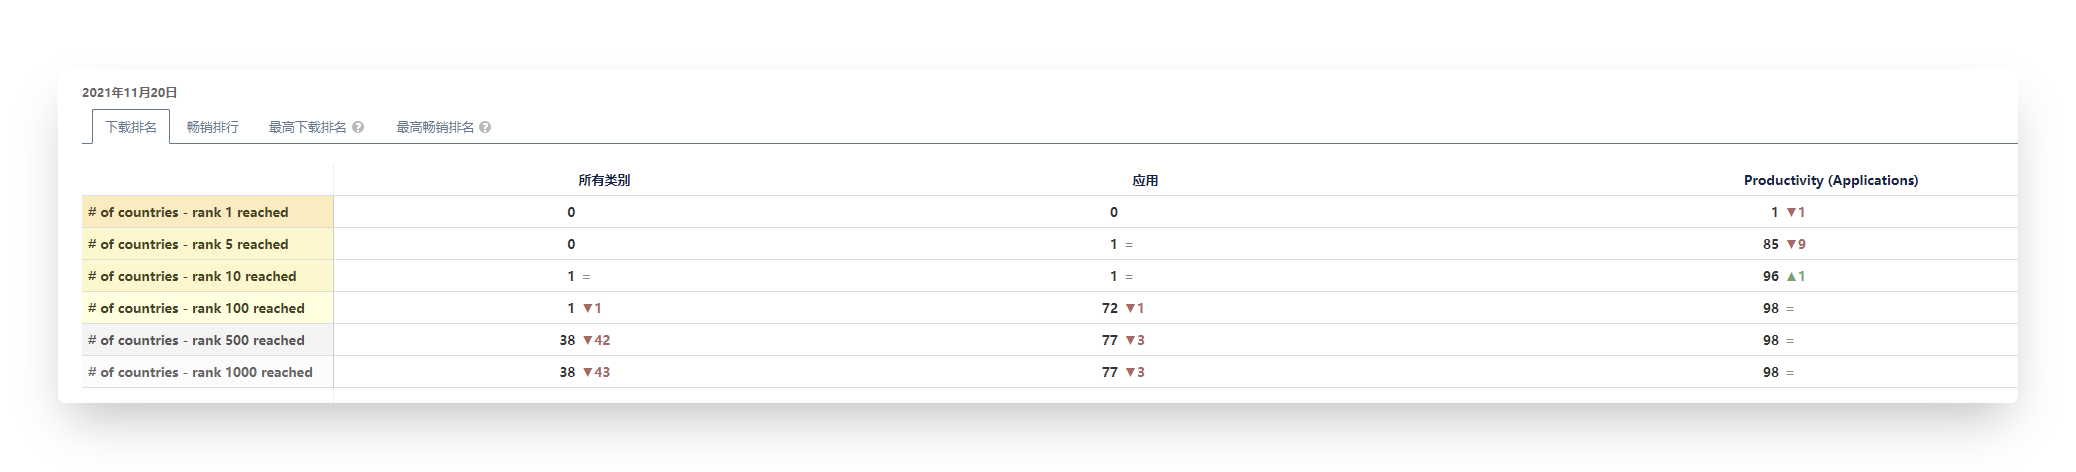 2021年11月20日
下载排名 畅销排行 最高下载排名 ? 最高畅销排名 ?
所有类别 应用 Productivity (Applications)
# of countries - rank 1 reached 0 0 1 ▼1
# of countries - rank 5 reached 0 1 = 85 ▼9
# of countries - rank 10 reached 1 = 1 = 96 ▲1
# of countries - rank 100 reached 1 ▼1 72 ▼1 98 =
# of countries - rank 500 reached 38 ▼42 77 ▼3 98 =
# of countries - rank 1000 reached 38 ▼43 77 ▼3 98 =